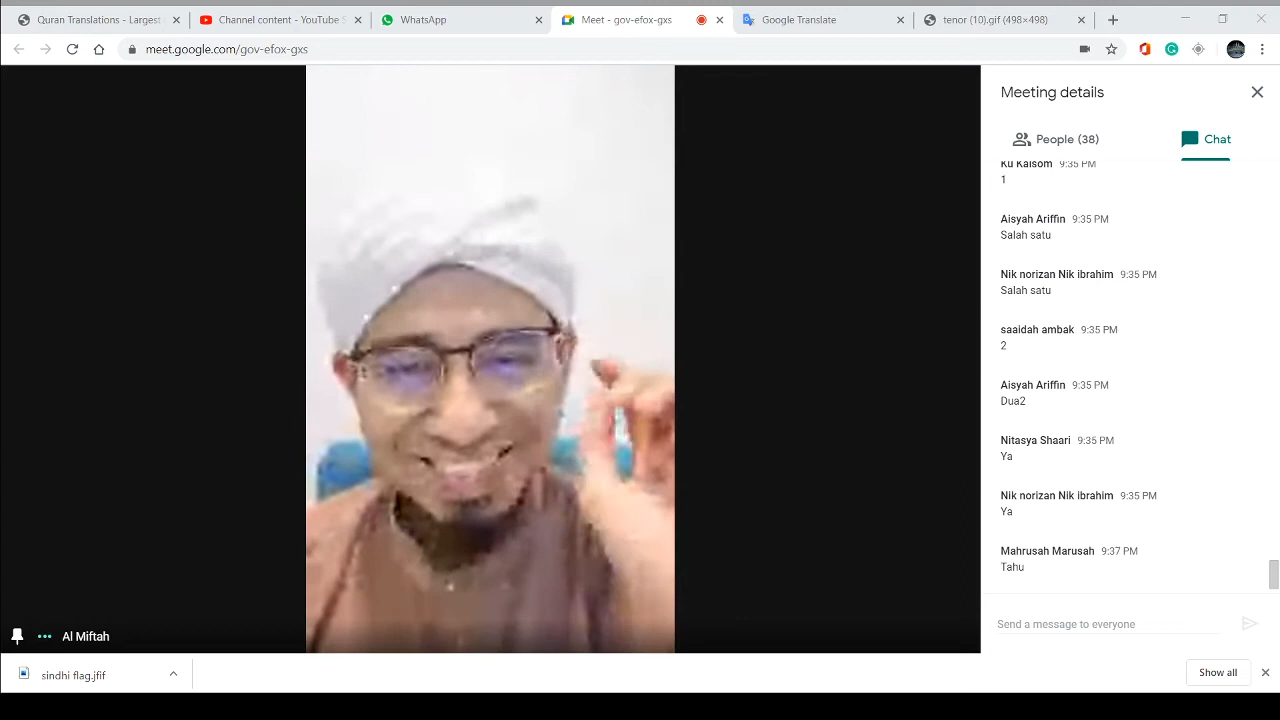 Quran Translations - Largest
Channel content - YouTube S
WhatsApp
Meet - gov-efox-gxs
Google Translate
tenor (10).gif (498×498)
meet.google.com/gov-efox-gxs
Meeting details
People (38)
Chat
Ku Kalsom 9:35 PM
1
Aisyah Ariffin 9:35 PM
Salah satu
Nik norizan Nik ibrahim 9:35 PM
Salah satu
saaidah ambak 9:35 PM
2
Aisyah Ariffin 9:35 PM
Dua2
Nitasya Shaari 9:35 PM
Ya
Nik norizan Nik ibrahim 9:35 PM
Ya
Mahrusah Marusah 9:37 PM
Tahu
Send a message to everyone
Al Miftah
sindhi flag.jfif
Show all